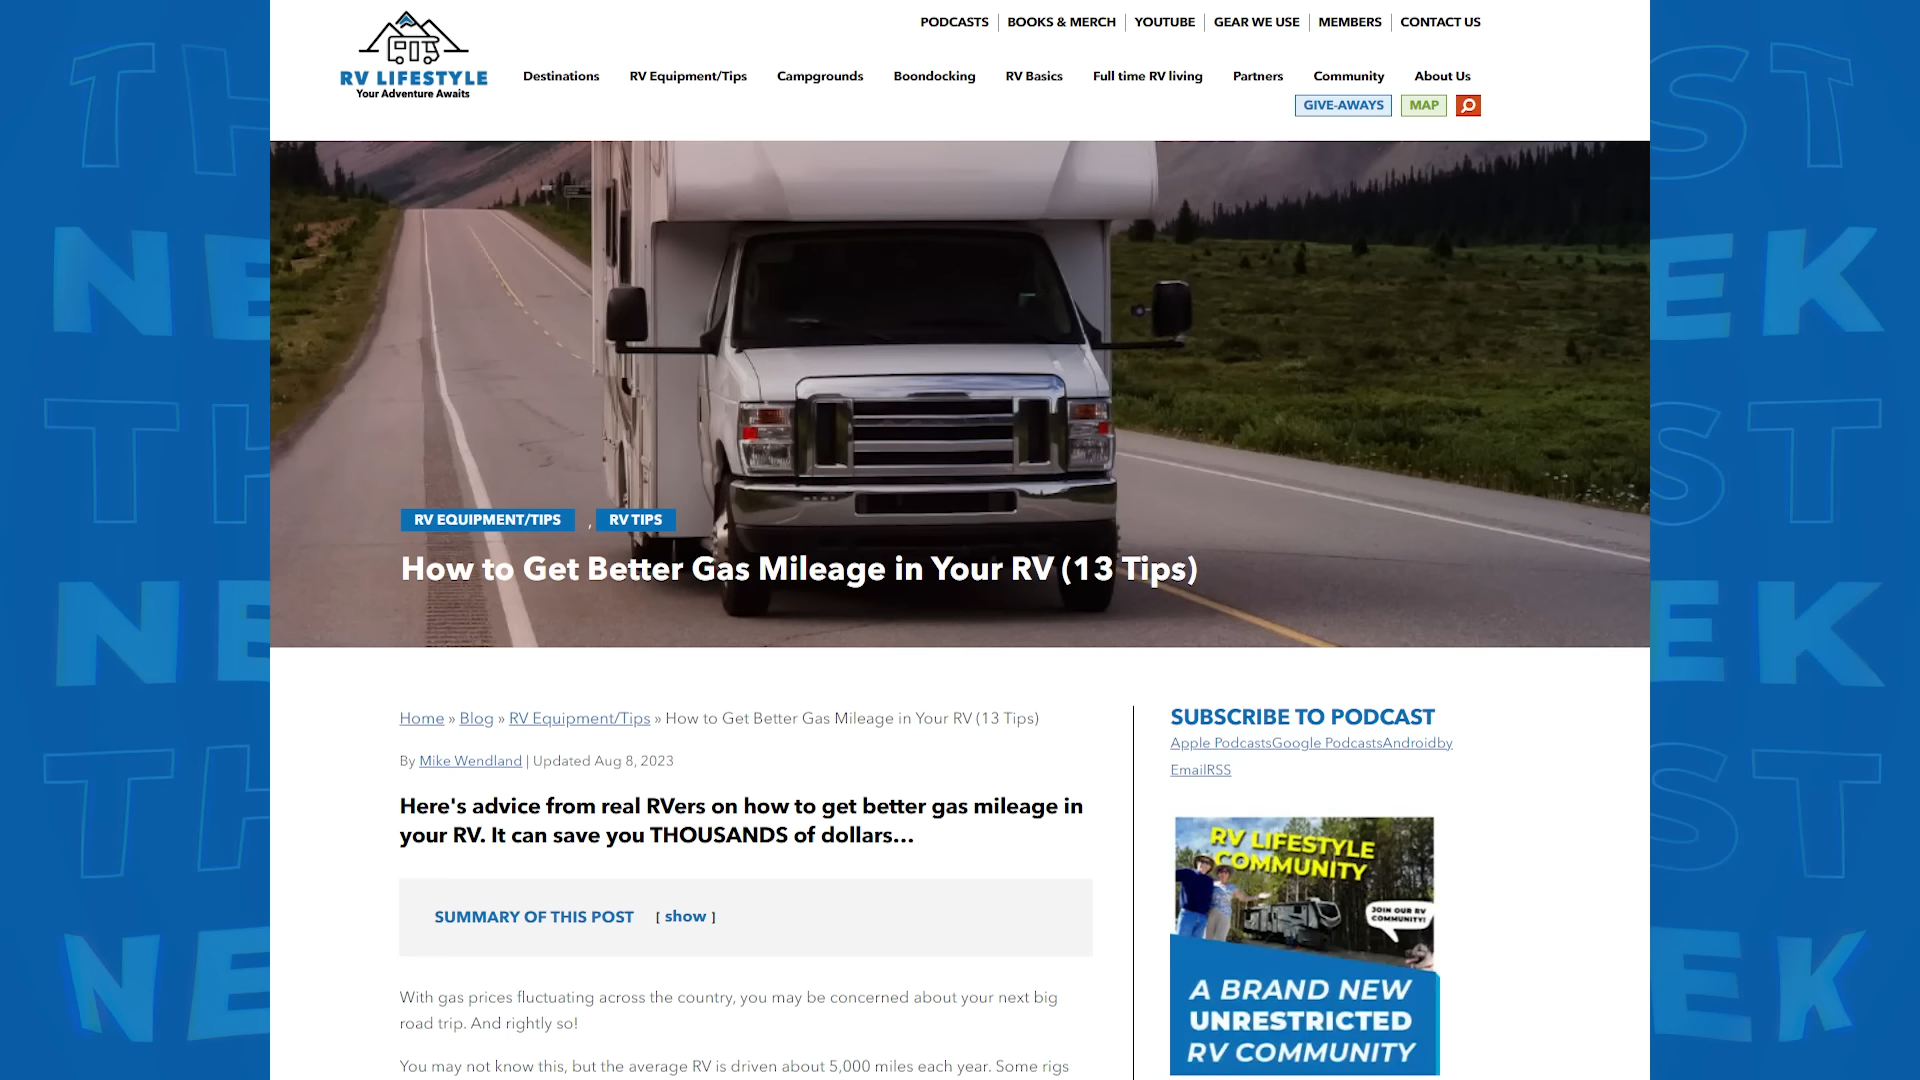 PODCASTS
BOOKS & MERCH
YOUTUBE
GEAR WE USE
MEMBERS
CONTACT US
RV LIFESTYLE
Your Adventure Awaits
Destinations
RV Equipment/Tips
Campgrounds
Boondocking
RV Basics
Full time RV living
Partners
Community
About Us
GIVE-AWAYS
MAP
RV EQUIPMENT/TIPS , RV TIPS
How to Get Better Gas Mileage in Your RV (13 Tips)
Home » Blog » RV Equipment/Tips » How to Get Better Gas Mileage in Your RV (13 Tips)
By Mike Wendland | Updated Aug 8, 2023
Here's advice from real RVers on how to get better gas mileage in
your RV. It can save you THOUSANDS of dollars...
SUMMARY OF THIS POST [ show ]
With gas prices fluctuating across the country, you may be concerned about your next big
road trip. And rightly so!
You may not know this, but the average RV is driven about 5,000 miles each year. Some rigs
SUBSCRIBE TO PODCAST
Apple PodcastsGoogle PodcastsAndroidby
EmailRSS
RV LIFESTYLE
COMMUNITY
JOIN OUR RV
COMMUNITY!
A BRAND NEW
UNRESTRICTED
RV COMMUNITY